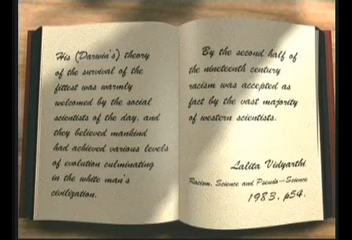 His (Darwin's) theory
of the survival of the
fittest was warmly
welcomed by the social
scientists of the day, and
they believed mankind
had achieved various levels
of evolution culminating
in the white man's
civilization.
By the second half of
the nineteenth century
racism was accepted as
fact by the vast majority
of western scientists.
Lalita Vidyarthi
Racism, Science and Pseudo-Science
1983, p54.